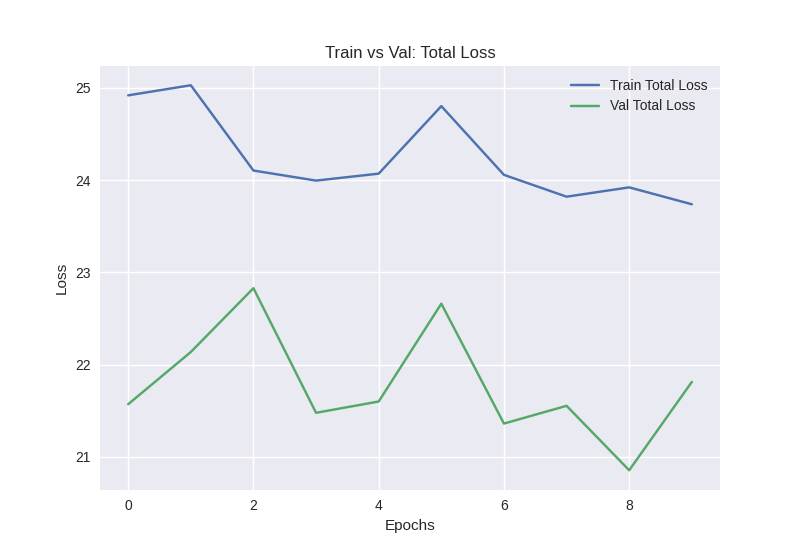 Train vs Val: Total Loss
Train Total Loss
Val Total Loss
25
24
23
22
21
Loss
0 2 4 6 8
Epochs